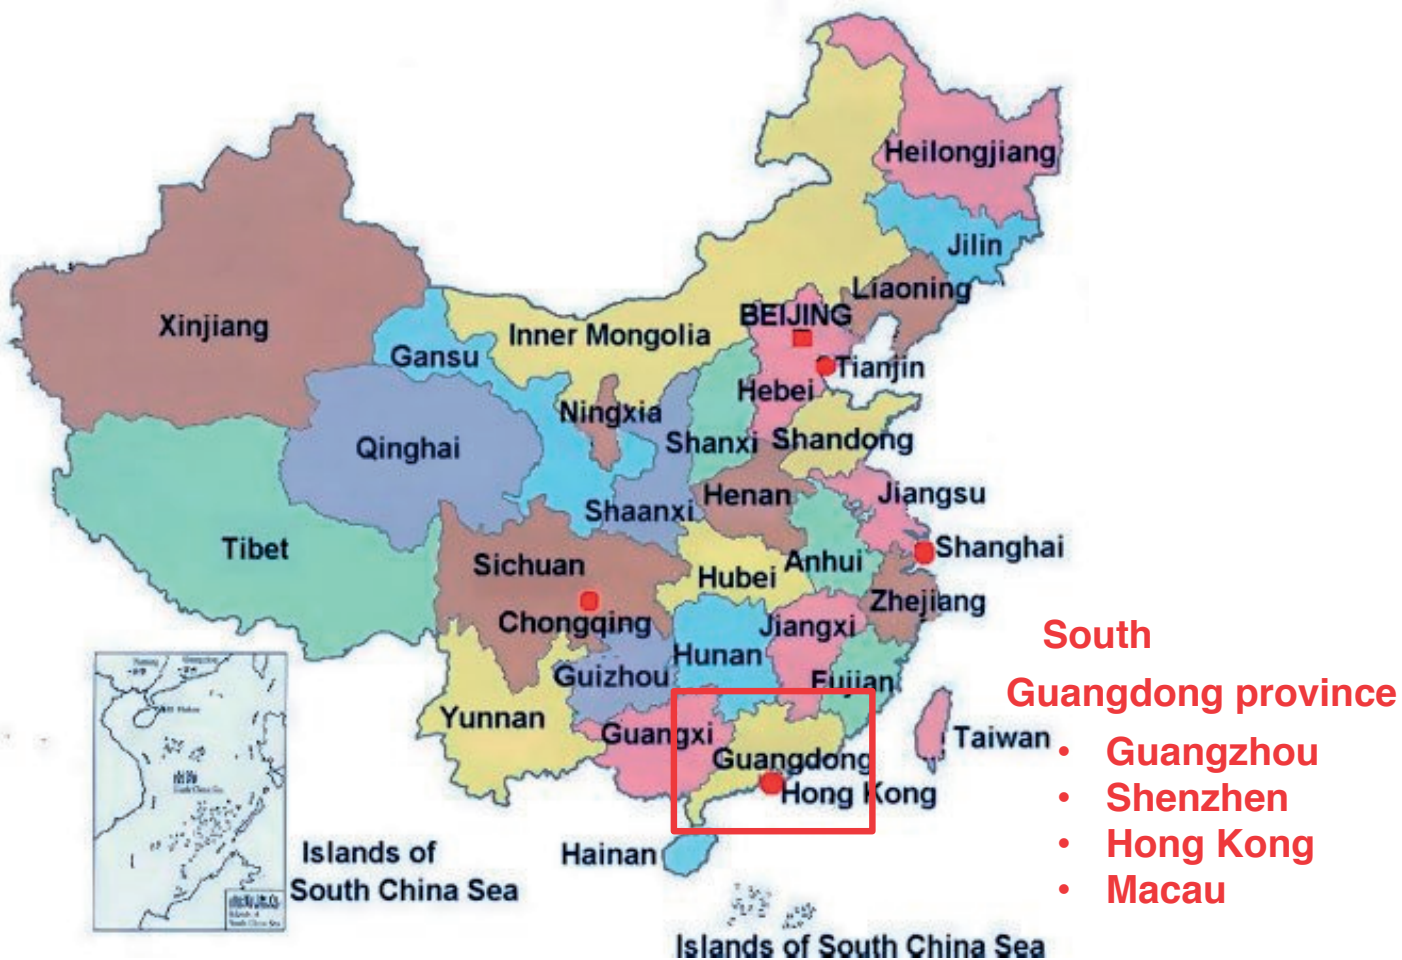 Heilongjiang
Jilin
Liaoning
BEIJING
Xinjiang
Inner Mongolia
Gansu
Tianjin
Hebei
Ningxia
Qinghai
Shanxi
Shandong
Henan
Jiangsu
Shaanxi
Tibet
Shanghai
Sichuan
Anhui
Hubei
Zhejiang
Chongqing
Jiangxi
South
Hunan
Guizhou
Fujian
Guangdong province
Yunnan
Guangxi
Taiwan
• Guangzhou
Guangdong
Hong Kong
• Shenzhen
• Hong Kong
• Macau
Hainan
Islands of
South China Sea
南海
Islands of South China Sea